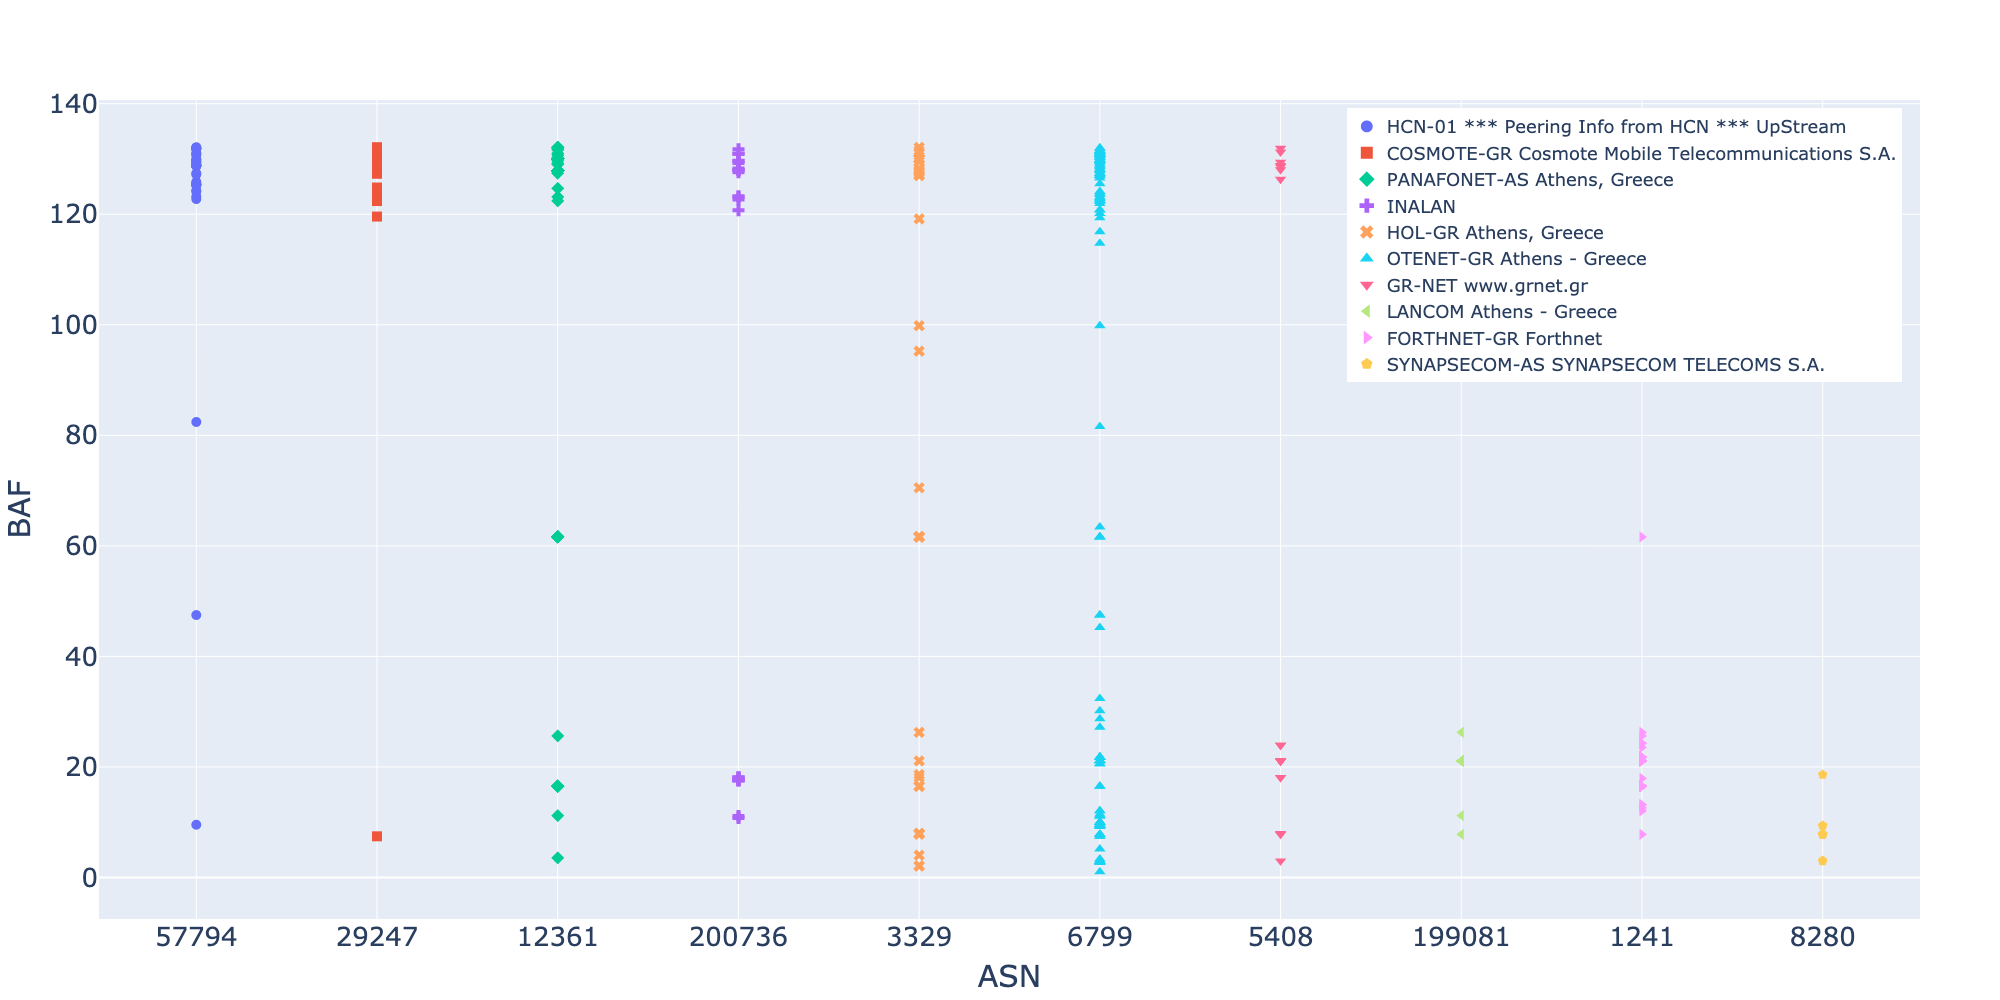 140
120
100
80
60
40
20
0
BAF
57794 29247 12361 200736 3329 6799 5408 199081 1241 8280
ASN
HCN-01 *** Peering Info from HCN *** UpStream
COSMOTE-GR Cosmote Mobile Telecommunications S.A.
PANAFONET-AS Athens, Greece
INALAN
HOL-GR Athens, Greece
OTENET-GR Athens - Greece
GR-NET www.grnet.gr
LANCOM Athens - Greece
FORTHNET-GR Forthnet
SYNAPSECOM-AS SYNAPSECOM TELECOMS S.A.